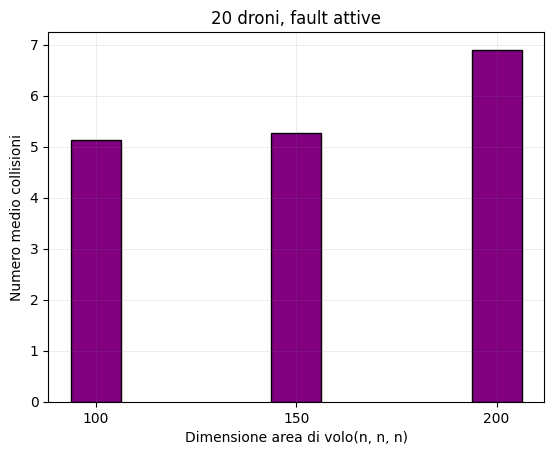 20 droni, fault attive
Numero medio collisioni
7
6
5
4
3
2
1
0
100 150 200
Dimensione area di volo(n, n, n)